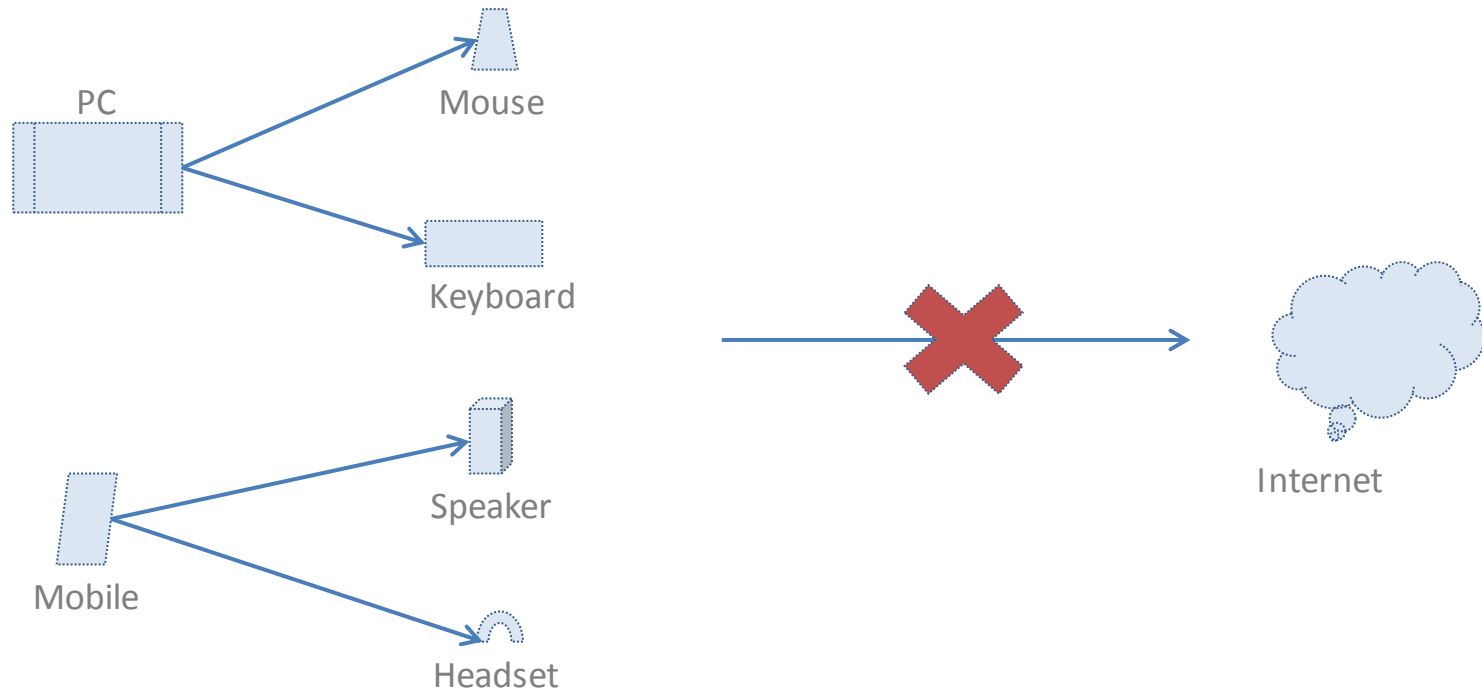 PC
Mouse
Keyboard
Speaker
Mobile
Headset
Internet